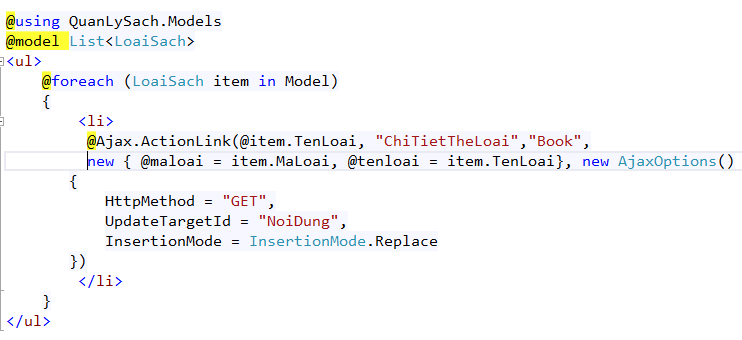 @using QuanLySach.Models
@model List<LoaiSach>
<ul>
    @foreach (LoaiSach item in Model)
    {
        <li>
         @Ajax.ActionLink(@item.TenLoai, "ChiTietTheLoai","Book",
         new { @maloai = item.MaLoai, @tenloai = item.TenLoai}, new AjaxOptions()
       {
           HttpMethod = "GET",
           UpdateTargetId = "NoiDung",
           InsertionMode = InsertionMode.Replace
       })
        </li>
    }
</ul>